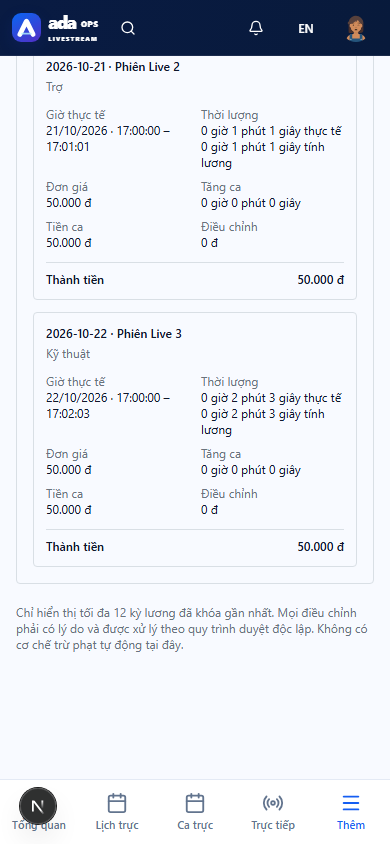 ada OPS
LIVESTREAM
EN
2026-10-21 · Phiên Live 2
Trợ
Giờ thực tế
21/10/2026 · 17:00:00 –
17:01:01
Thời lượng
0 giờ 1 phút 1 giây thực tế
0 giờ 1 phút 1 giây tính
lương
Đơn giá
50.000 đ
Tăng ca
0 giờ 0 phút 0 giây
Tiền ca
50.000 đ
Điều chỉnh
0 đ
Thành tiền
50.000 đ
2026-10-22 · Phiên Live 3
Kỹ thuật
Giờ thực tế
22/10/2026 · 17:00:00 –
17:02:03
Thời lượng
0 giờ 2 phút 3 giây thực tế
0 giờ 2 phút 3 giây tính
lương
Đơn giá
50.000 đ
Tăng ca
0 giờ 0 phút 0 giây
Tiền ca
50.000 đ
Điều chỉnh
0 đ
Thành tiền
50.000 đ
Chỉ hiển thị tối đa 12 kỳ lương đã khóa gần nhất. Mọi điều chỉnh
phải có lý do và được xử lý theo quy trình duyệt độc lập. Không có
cơ chế trừ phạt tự động tại đây.
N
Tổng quan
Lịch trực
Ca trực
Trực tiếp
Thêm